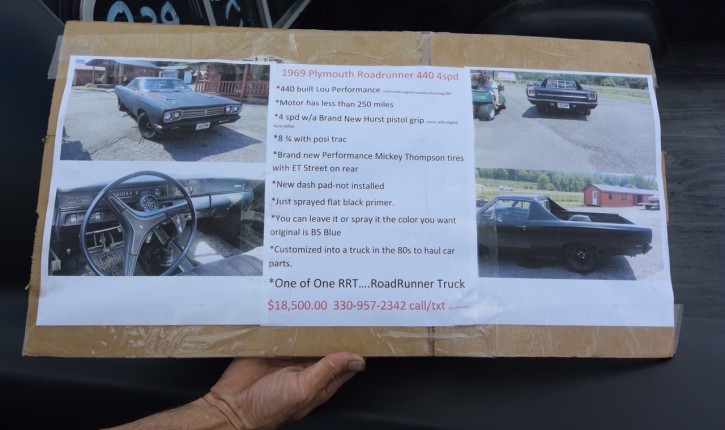 1969 Plymouth Roadrunner 440 4spd
*440 built Lou Performance
*Motor has less than 250 miles
*4 spd w/a Brand New Hurst pistol grip
*8 ¾ with posi trac
*Brand new Performance Mickey Thompson tires
with ET Street on rear
*New dash pad-not installed
*Just sprayed flat black primer.
*You can leave it or spray it the color you want
original is B5 Blue
*Customized into a truck in the 80s to haul car
parts.
*One of One RRT....RoadRunner Truck
$18,500.00 330-957-2342 call/txt